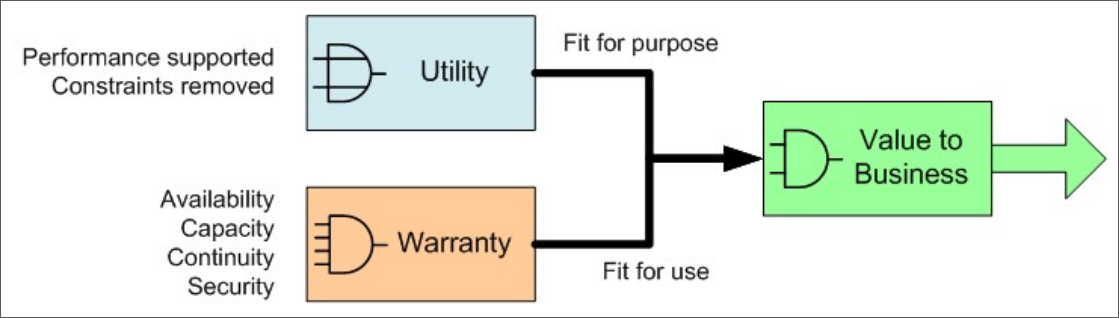 Performance supported
Constraints removed
Utility
Fit for purpose
Availability
Capacity
Continuity
Security
Warranty
Fit for use
Value to
Business